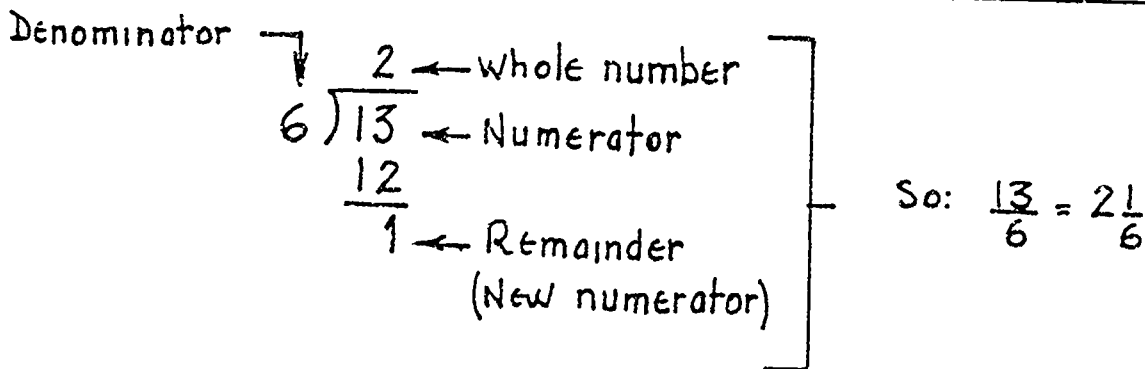 Denominator
2 ← Whole number
6 ) 13 ← Numerator
12
1 ← Remainder
(New numerator)
So: 13/6 = 2 1/6